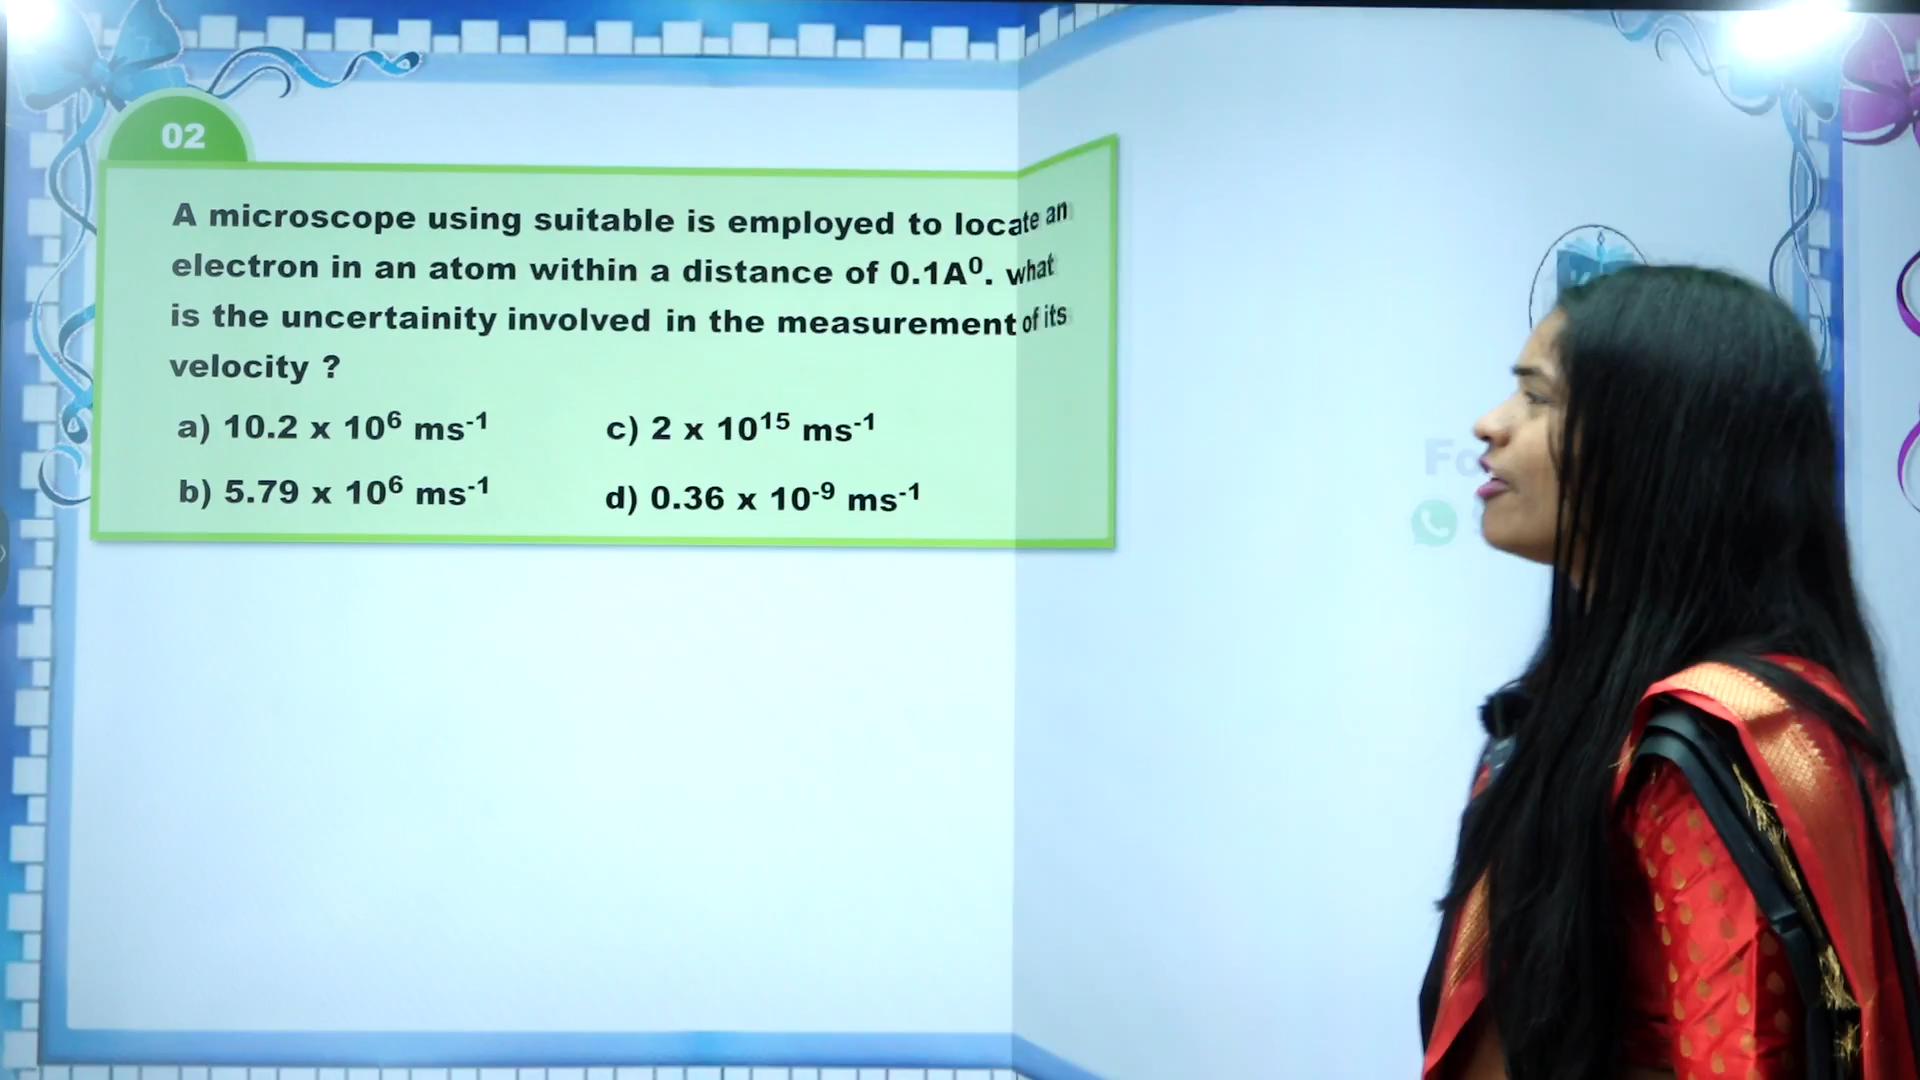 02
A microscope using suitable is employed to locate an
electron in an atom within a distance of 0.1A⁰. what
is the uncertainity involved in the measurement of its
velocity ?
a) 10.2 x 10⁶ ms⁻¹ c) 2 x 10¹⁵ ms⁻¹
b) 5.79 x 10⁶ ms⁻¹ d) 0.36 x 10⁻⁹ ms⁻¹